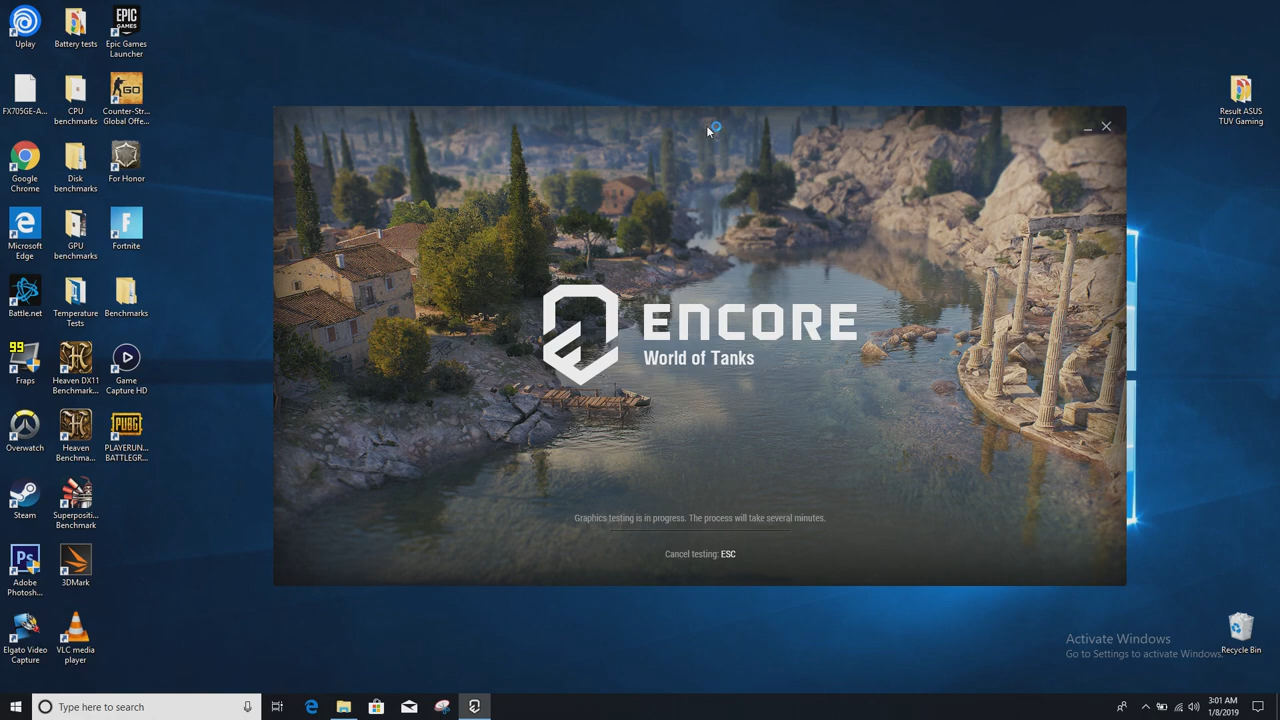 Uplay
Battery tests
Epic Games
Launcher
EPIC
GAMES
FX705GE-A...
CPU
benchmarks
Counter-Str...
Global Offe...
GO
Google
Chrome
Disk
benchmarks
For Honor
Microsoft
Edge
GPU
benchmarks
Fortnite
Battle.net
Temperature
Tests
Benchmarks
99
Fraps
Heaven DX11
Benchmark...
Game
Capture HD
Overwatch
Heaven
Benchma...
PUBG
PLAYERUN...
BATTLEGR...
Steam
Superpositi...
Benchmark
Ps
Adobe
Photosh...
3DMark
Elgato Video
Capture
VLC media
player
Result ASUS
TUV Gaming
ENCORE
World of Tanks
Graphics testing is in progress. The process will take several minutes.
Cancel testing: ESC
Activate Windows
Go to Settings to activate Windows.
Recycle Bin
Type here to search
3:01 AM
1/8/2019